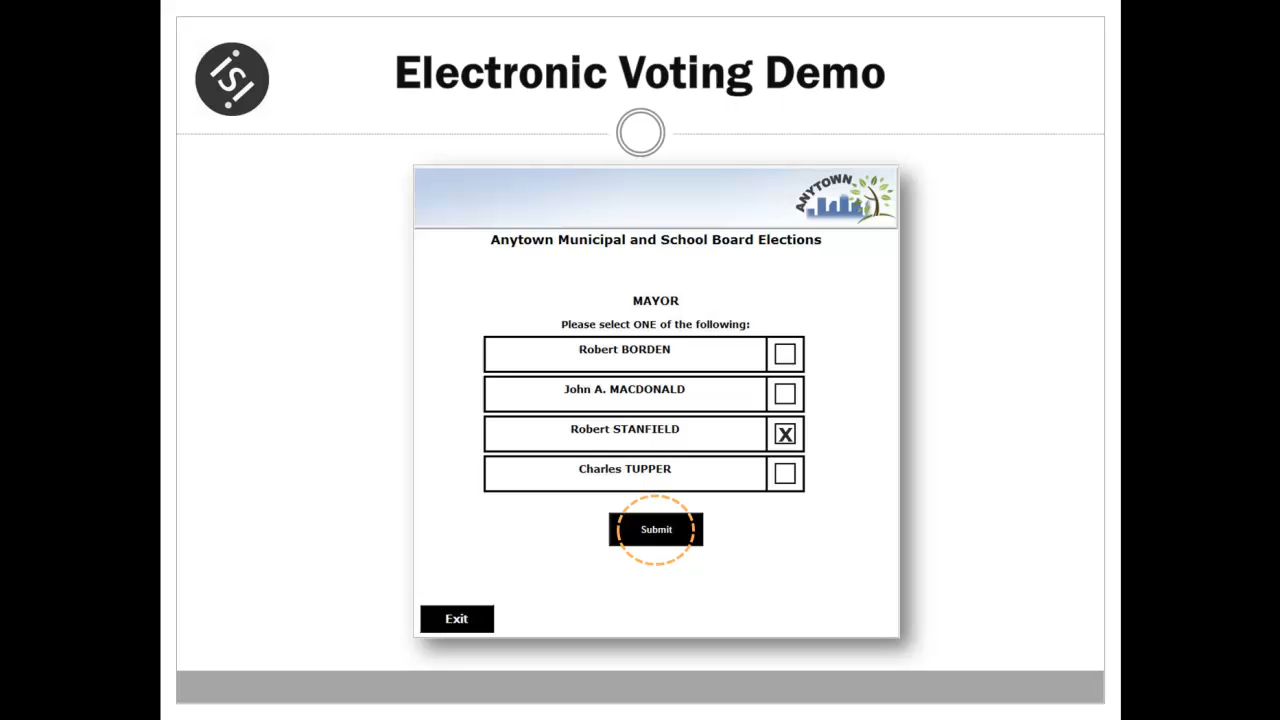 isi
Electronic Voting Demo
ANYTOWN
Anytown Municipal and School Board Elections
MAYOR
Please select ONE of the following:
Robert BORDEN
John A. MACDONALD
Robert STANFIELD X
Charles TUPPER
Submit
Exit